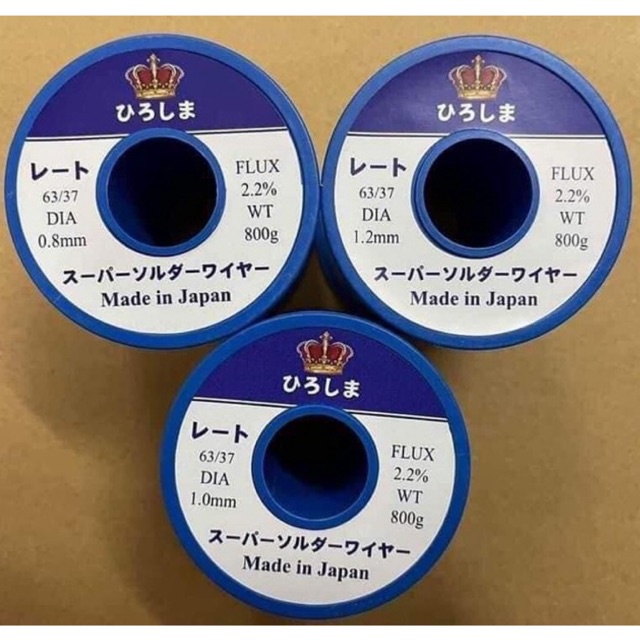 ひろしま
レート
63/37
DIA
0.8mm
FLUX
2.2%
WT
800g
スーパーソルダーワイヤー
Made in Japan
ひろしま
レート
63/37
DIA
1.2mm
FLUX
2.2%
WT
800g
スーパーソルダーワイヤー
Made in Japan
ひろしま
レート
63/37
DIA
1.0mm
FLUX
2.2%
WT
800g
スーパーソルダーワイヤー
Made in Japan